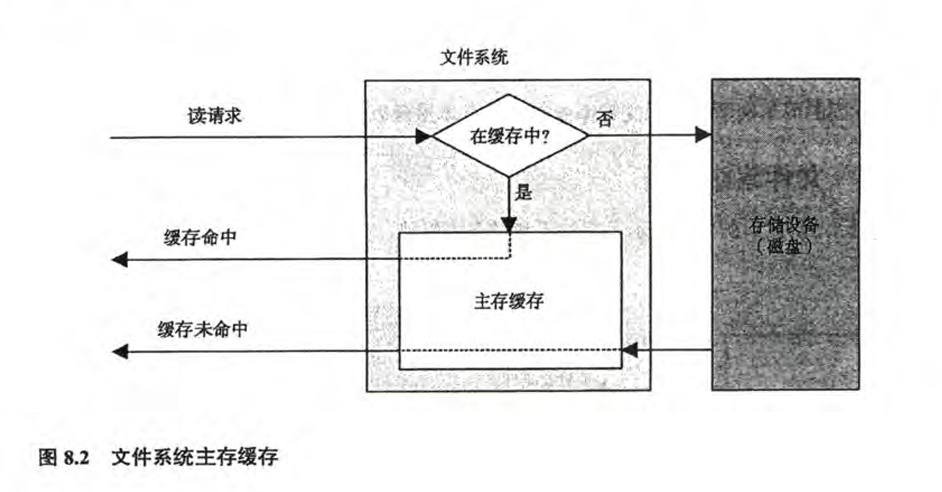 文件系统
读请求
在缓存中?
否
是
缓存命中
存储设备
(磁盘)
主存缓存
缓存未命中
图 8.2 文件系统主存缓存